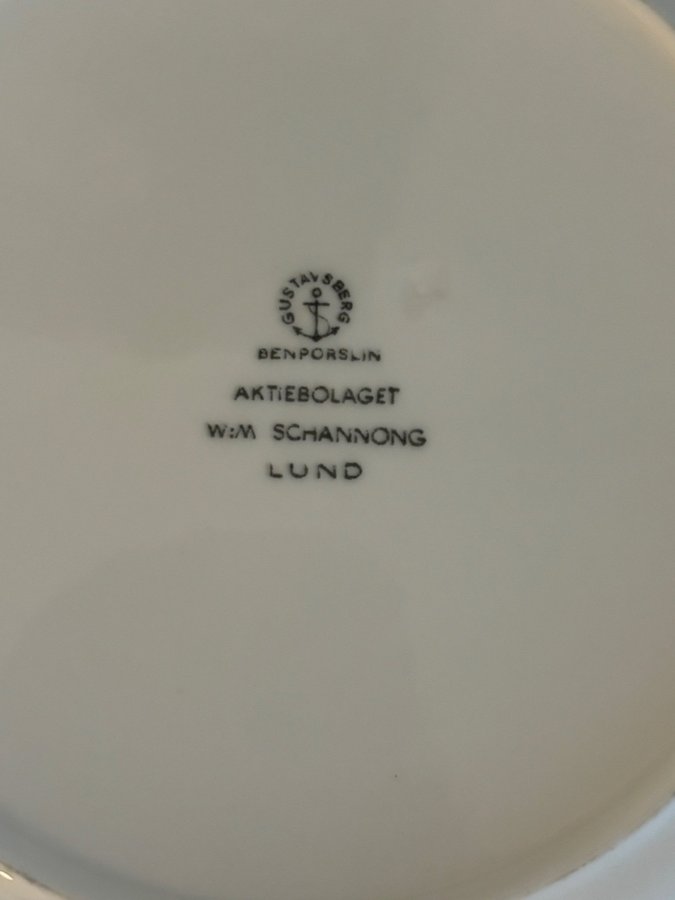 GUSTAVSBERG
BENPORSLIN
AKTIEBOLAGET
W:M SCHANNONG
LUND